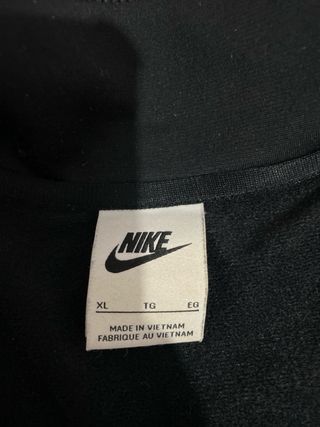 NIKE
XL TG EG
MADE IN VIETNAM
FABRIQUE AU VIETNAM